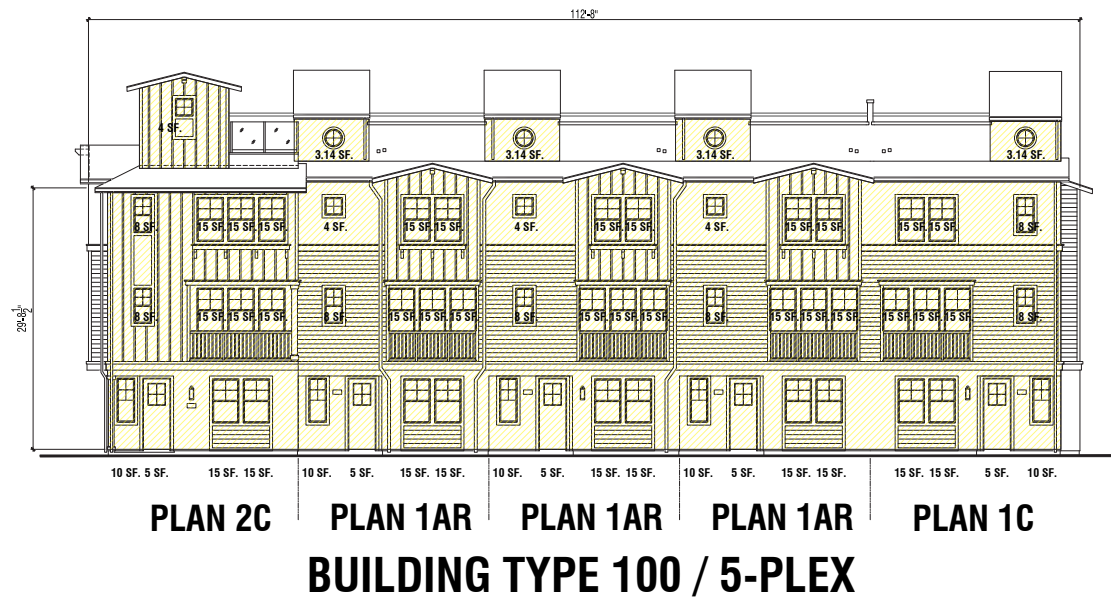 112'-8"
4 SF.
3.14 SF. 3.14 SF. 3.14 SF. 3.14 SF.
8 SF. 15 SF. 15 SF. 15 SF. 4 SF. 15 SF. 15 SF. 4 SF. 15 SF. 15 SF. 4 SF. 15 SF. 15 SF. 15 SF. 15 SF. 8 SF.
29'-8½"
8 SF. 15 SF. 15 SF. 15 SF. 8 SF. 15 SF. 15 SF. 15 SF. 8 SF. 15 SF. 15 SF. 15 SF. 8 SF. 15 SF. 15 SF. 15 SF. 15 SF. 15 SF. 15 SF. 8 SF.
10 SF. 5 SF. 15 SF. 15 SF. 10 SF. 5 SF. 15 SF. 15 SF. 10 SF. 5 SF. 15 SF. 15 SF. 10 SF. 5 SF. 15 SF. 15 SF. 15 SF. 15 SF. 5 SF. 10 SF.
PLAN 2C PLAN 1AR PLAN 1AR PLAN 1AR PLAN 1C
BUILDING TYPE 100 / 5-PLEX